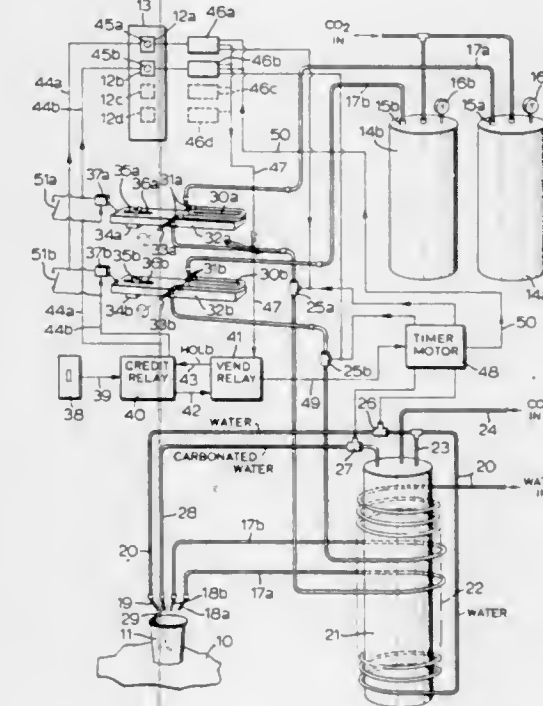 13
45a
12a
46a
CO2 IN
17a
44a
45b
46b
16b
16
44b
12b
12c
12d
46c
46d
17b
15b
15a
14b
50
47
51a
37a
35a
36a
31a
30a
34a
33a
32a
51b
37b
35b
36b
31b
30b
25a
14a
34b
33b
32b
47
50
44a
44b
HOLD
41
25b
TIMER MOTOR
48
38
39
CREDIT RELAY
40
43
42
VEND RELAY
49
WATER
26
24
CO
IN
CARBONATED WATER
27
23
20
28
WAT
IN
20
17b
19
18b
17a
22
29
18a
11
10
21
WATER